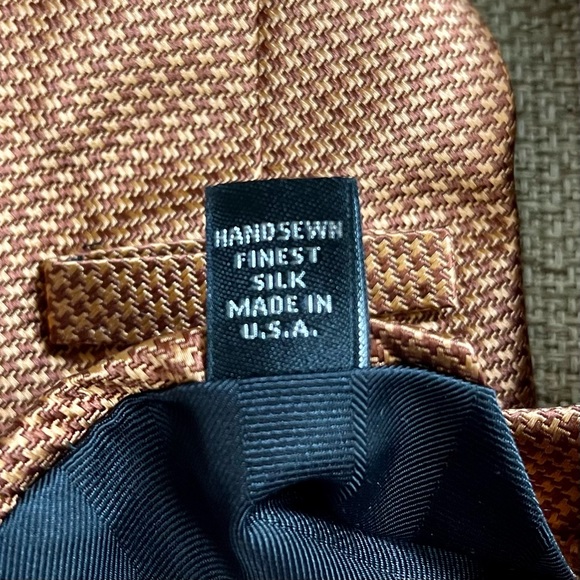 HANDSEWN
FINEST
SILK
MADE IN
U.S.A.